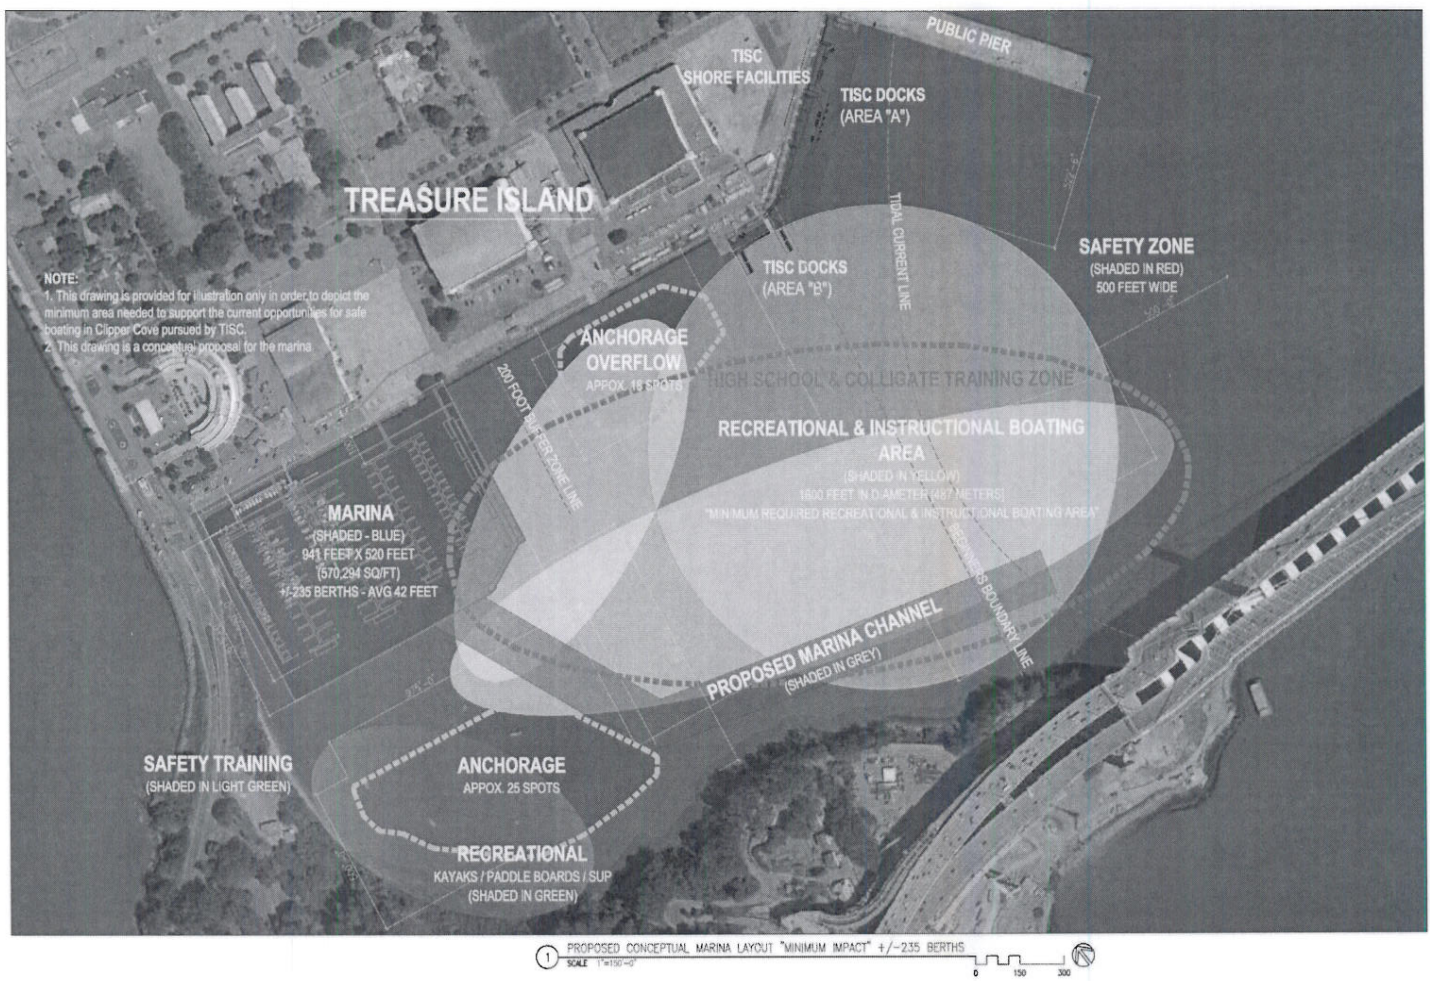 PUBLIC PIER
TISC
SHORE FACILITIES
TISC DOCKS
(AREA "A")
TREASURE ISLAND
TIDAL CURRENT LINE
SAFETY ZONE
(SHADED IN RED)
500 FEET WIDE
TISC DOCKS
(AREA "B")
NOTE:
1. This drawing is provided for illustration only in order to depict the
minimum area needed to support the current opportunities for safe
boating in Clipper Cove pursued by TISC.
2. This drawing is a conceptual proposal for the marina
ANCHORAGE
OVERFLOW
APPOX. 18 SPOTS
200 FOOT BUFFER ZONE LINE
HIGH SCHOOL & COLLIGATE TRAINING ZONE
RECREATIONAL & INSTRUCTIONAL BOATING
AREA
(SHADED IN YELLOW)
1600 FEET IN DIAMETER (487 METERS)
"MINIMUM REQUIRED RECREATIONAL & INSTRUCTIONAL BOATING AREA"
BEGINNERS BOUNDARY LINE
MARINA
(SHADED - BLUE)
941 FEET X 520 FEET
(570,294 SQ/FT)
+/-235 BERTHS - AVG 42 FEET
PROPOSED MARINA CHANNEL
(SHADED IN GREY)
SAFETY TRAINING
(SHADED IN LIGHT GREEN)
ANCHORAGE
APPOX. 25 SPOTS
RECREATIONAL
KAYAKS / PADDLE BOARDS / SUP
(SHADED IN GREEN)
1 PROPOSED CONCEPTUAL MARINA LAYOUT "MINIMUM IMPACT" +/-235 BERTHS
SCALE 1"=150'-0"
0 150 300